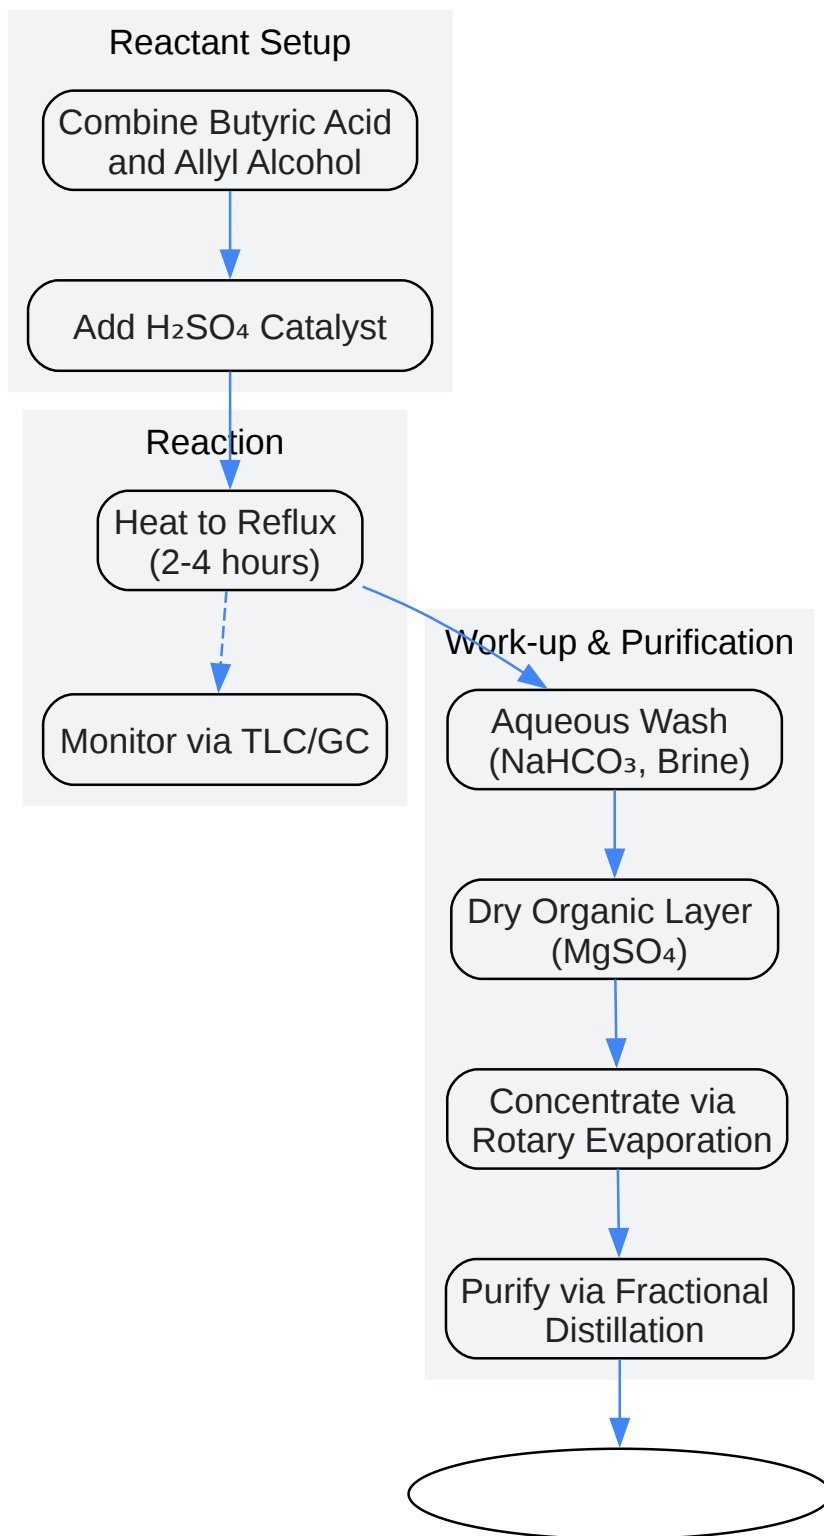 Reactant Setup
Combine Butyric Acid
and Allyl Alcohol
Add H₂SO₄ Catalyst
Reaction
Heat to Reflux
(2-4 hours)
Monitor via TLC/GC
Work-up & Purification
Aqueous Wash
(NaHCO₃, Brine)
Dry Organic Layer
(MgSO₄)
Concentrate via
Rotary Evaporation
Purify via Fractional
Distillation